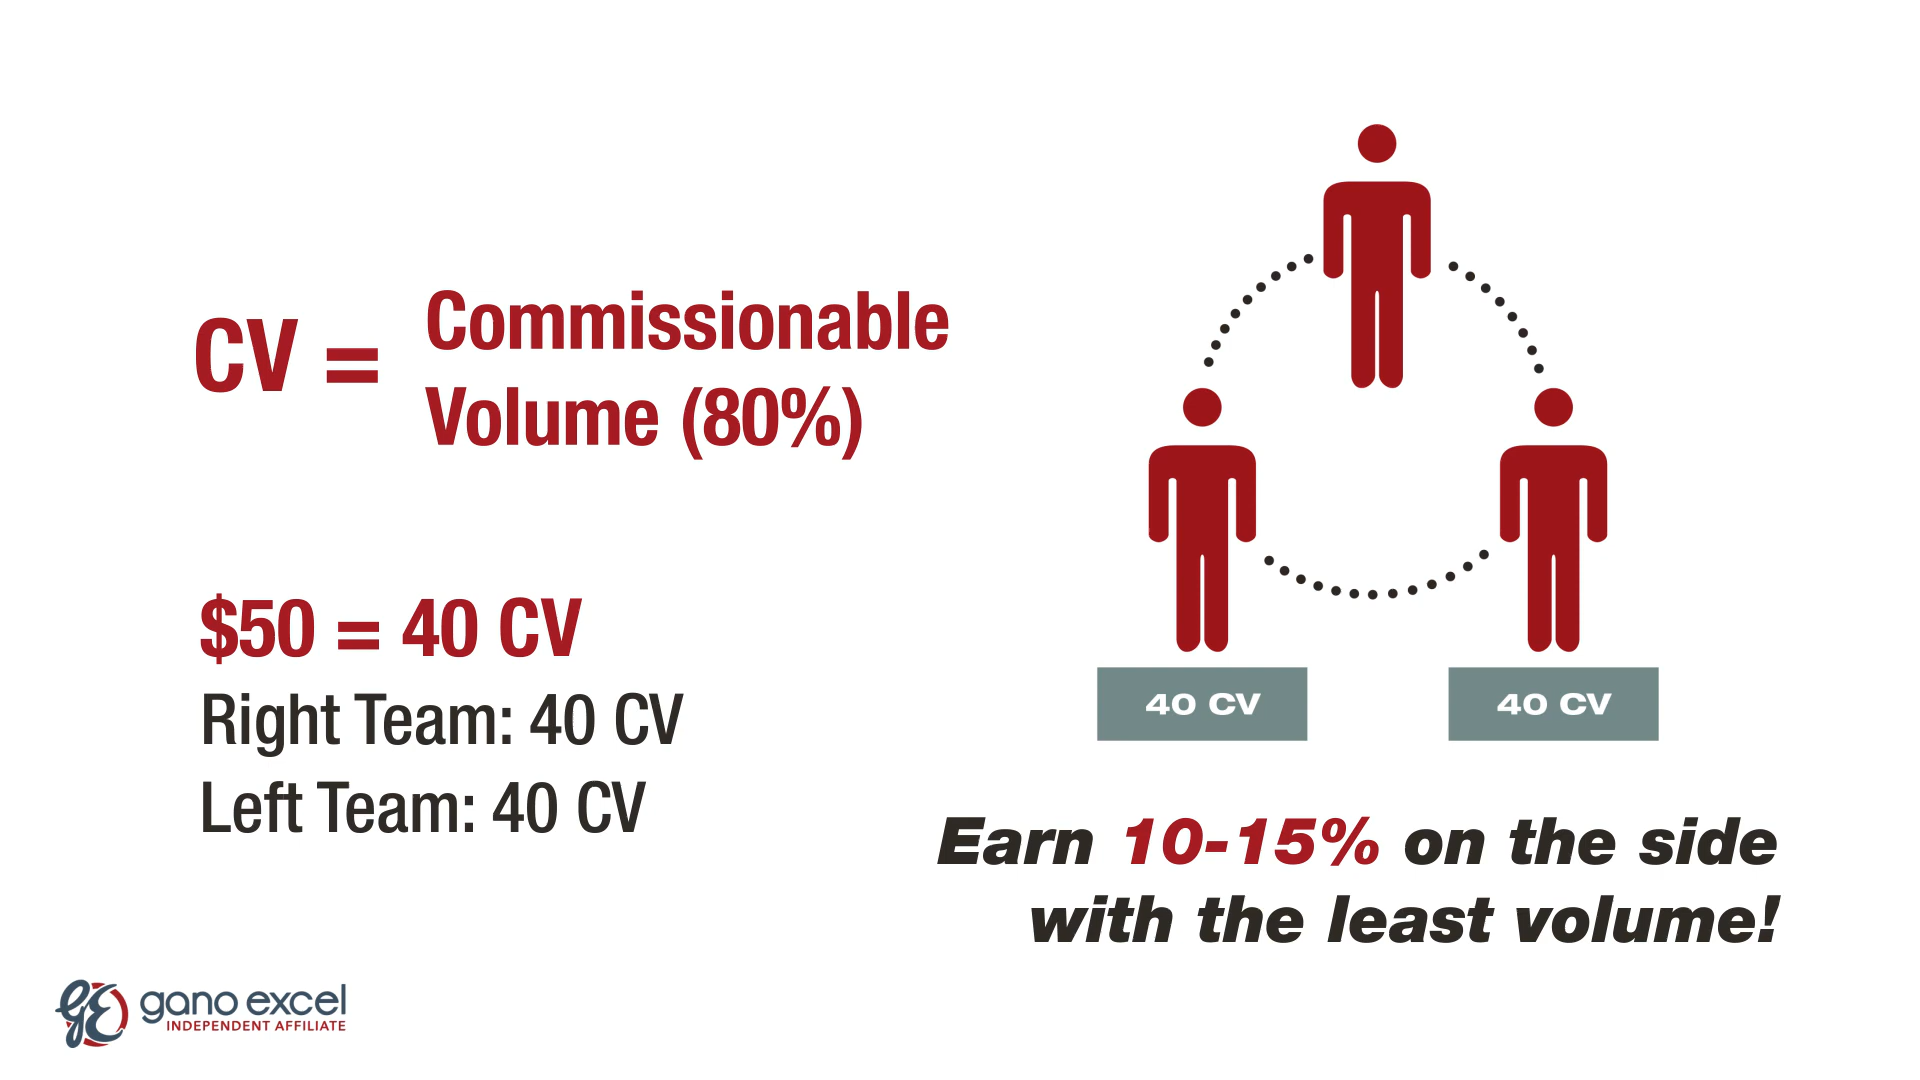 CV =
Commissionable
Volume (80%)
$50 = 40 CV
Right Team: 40 CV
Left Team: 40 CV
40 CV
40 CV
Earn 10-15% on the side
with the least volume!
GE
gano excel
INDEPENDENT AFFILIATE